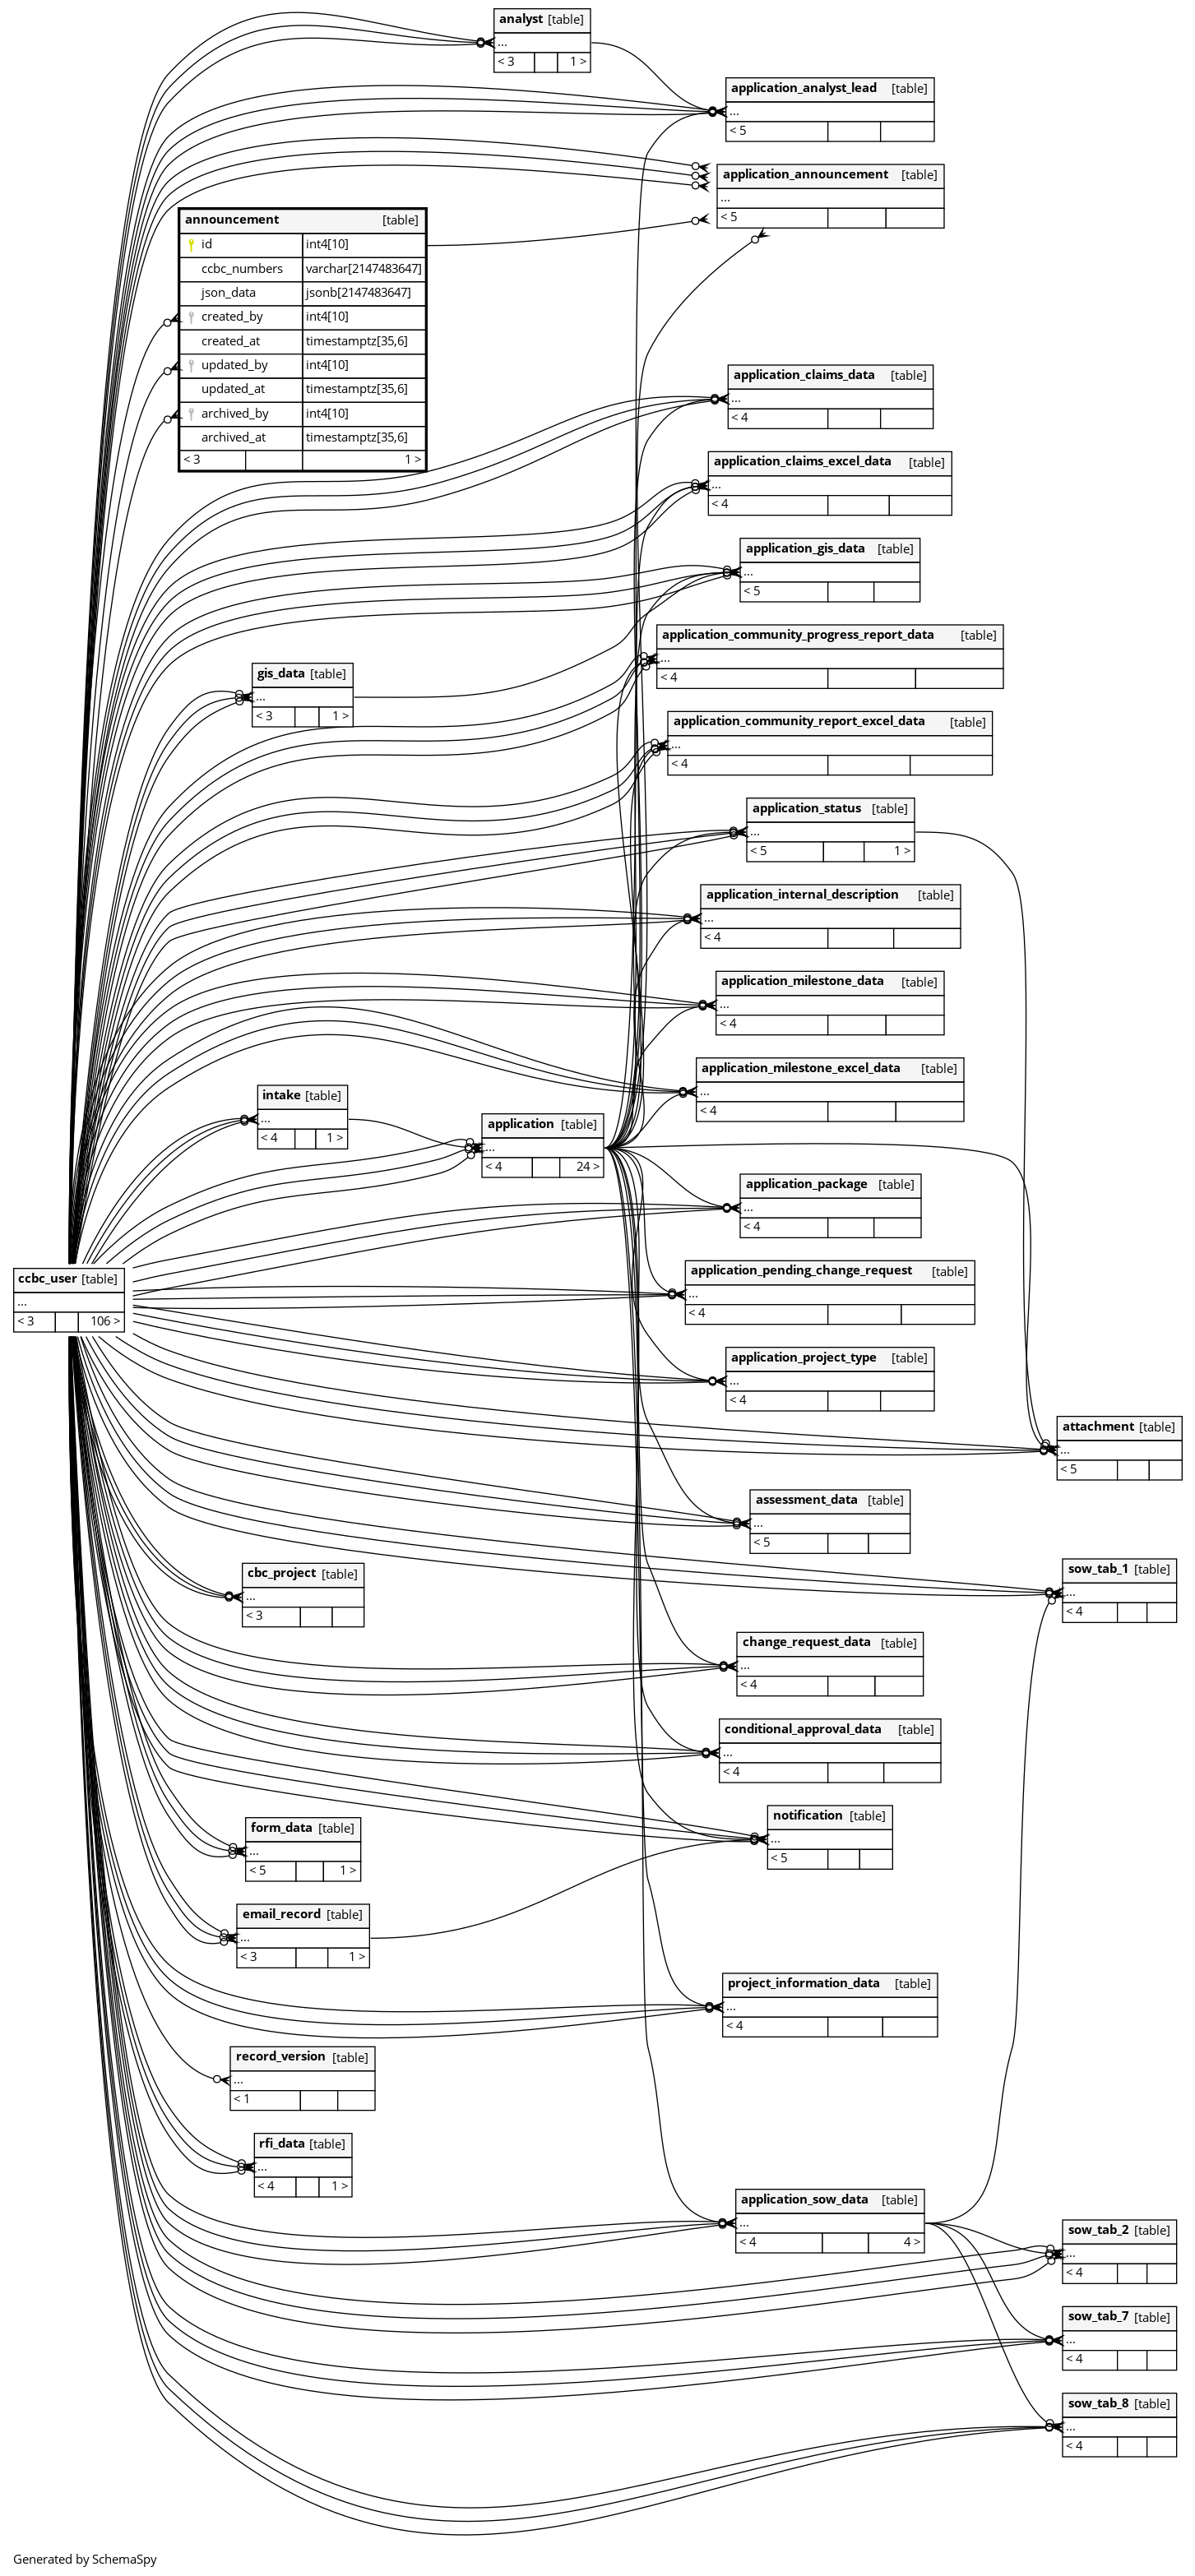 analyst [table]
...
< 3 1 >
application_analyst_lead [table]
...
< 5
application_announcement [table]
...
< 5
announcement [table]
id int4[10]
ccbc_numbers varchar[2147483647]
json_data jsonb[2147483647]
created_by int4[10]
created_at timestamptz[35,6]
updated_by int4[10]
updated_at timestamptz[35,6]
archived_by int4[10]
archived_at timestamptz[35,6]
< 3 1 >
application_claims_data [table]
...
< 4
application_claims_excel_data [table]
...
< 4
application_gis_data [table]
...
< 5
application_community_progress_report_data [table]
...
< 4
gis_data [table]
...
< 3 1 >
application_community_report_excel_data [table]
...
< 4
application_status [table]
...
< 5 1 >
application_internal_description [table]
...
< 4
application_milestone_data [table]
...
< 4
application_milestone_excel_data [table]
...
< 4
intake [table]
...
< 4 1 >
application [table]
...
< 4 24 >
application_package [table]
...
< 4
application_pending_change_request [table]
...
< 4
ccbc_user [table]
...
< 3 106 >
application_project_type [table]
...
< 4
attachment [table]
...
< 5
assessment_data [table]
...
< 5
cbc_project [table]
...
< 3
sow_tab_1 [table]
...
< 4
change_request_data [table]
...
< 4
conditional_approval_data [table]
...
< 4
notification [table]
...
< 5
form_data [table]
...
< 5 1 >
email_record [table]
...
< 3 1 >
project_information_data [table]
...
< 4
record_version [table]
...
< 1
rfi_data [table]
...
< 4 1 >
application_sow_data [table]
...
< 4 4 >
sow_tab_2 [table]
...
< 4
sow_tab_7 [table]
...
< 4
sow_tab_8 [table]
...
< 4
Generated by SchemaSpy